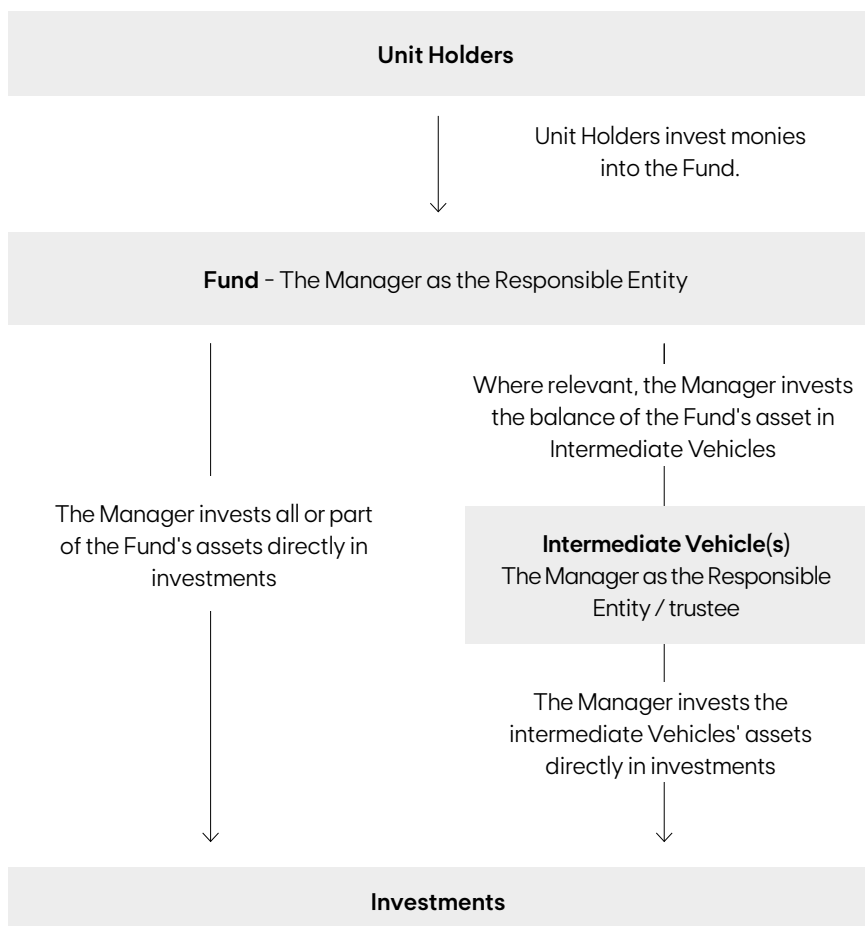 Unit Holders
Unit Holders invest monies
into the Fund.
Fund - The Manager as the Responsible Entity
The Manager invests all or part
of the Fund's assets directly in
investments
Where relevant, the Manager invests
the balance of the Fund's asset in
Intermediate Vehicles
Intermediate Vehicle(s)
The Manager as the Responsible
Entity / trustee
The Manager invests the
intermediate Vehicles' assets
directly in investments
Investments